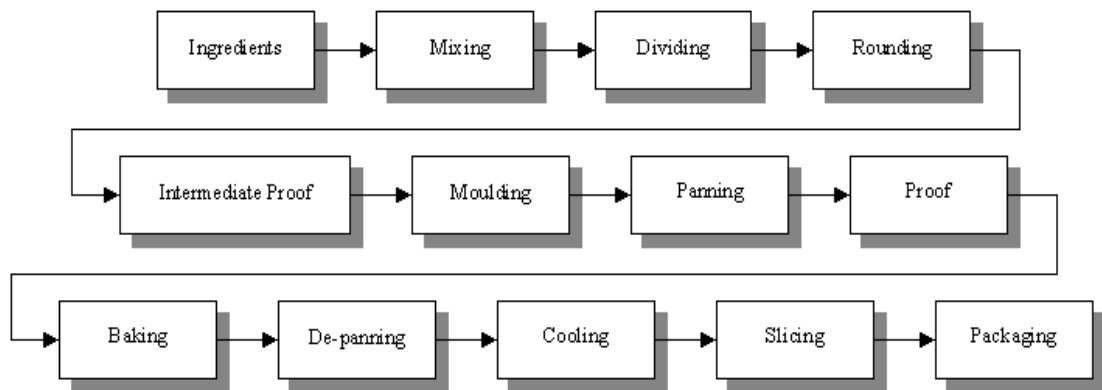 Ingredients
Mixing
Dividing
Rounding
Intermediate Proof
Moulding
Panning
Proof
Baking
De-panning
Cooling
Slicing
Packaging